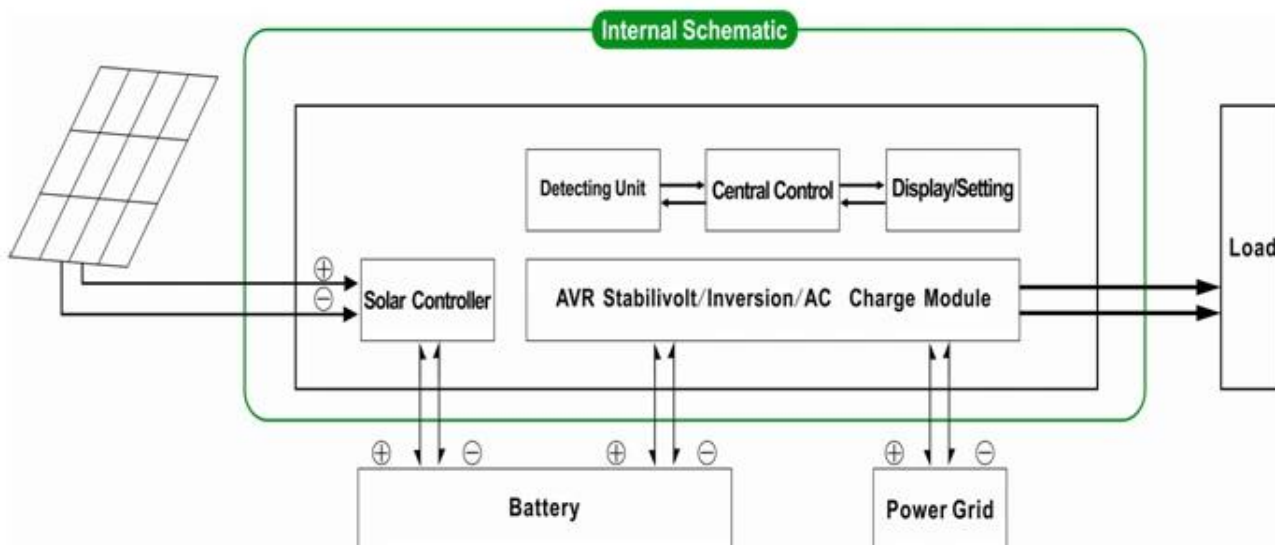 Internal Schematic
Detecting Unit
Central Control
Display/Setting
Load
+
−
Solar Controller
AVR Stabilivolt/Inversion/AC Charge Module
+ − + − + −
Battery
Power Grid